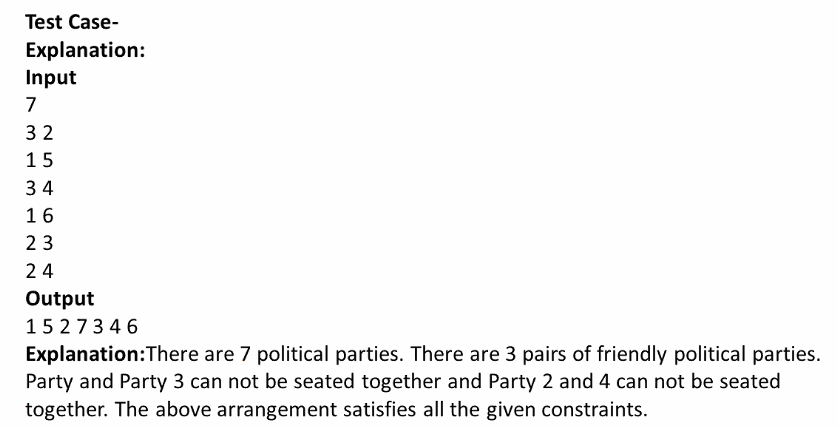 Test Case-
Explanation:
Input
7
3 2
1 5
3 4
1 6
2 3
2 4
Output
1 5 2 7 3 4 6
Explanation:There are 7 political parties. There are 3 pairs of friendly political parties.
Party and Party 3 can not be seated together and Party 2 and 4 can not be seated
together. The above arrangement satisfies all the given constraints.